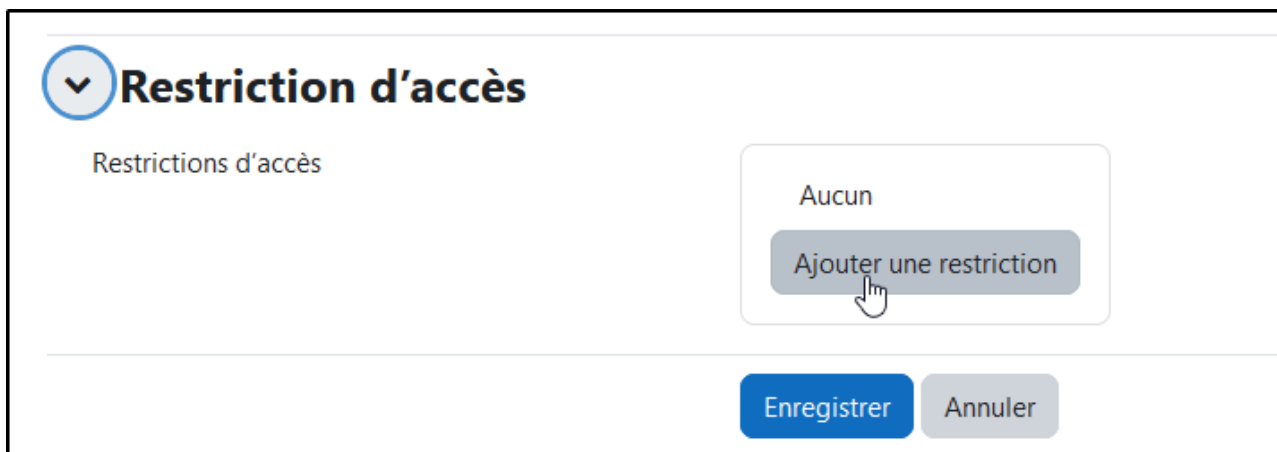 Restriction d’accès
Restrictions d’accès
Aucun
Ajouter une restriction
Enregistrer Annuler